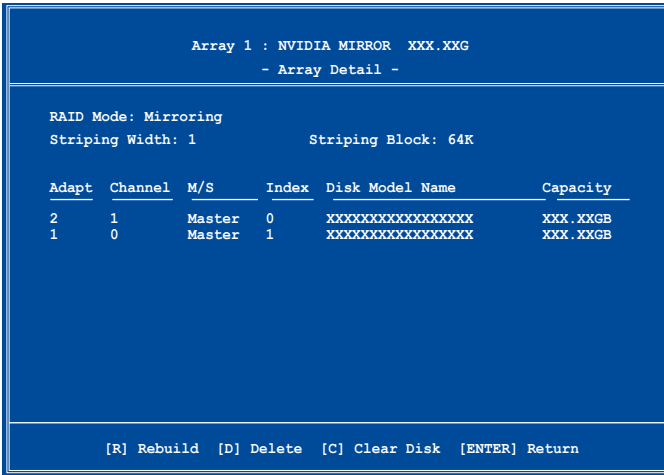 Array 1 : NVIDIA MIRROR XXX.XXG
- Array Detail -
RAID Mode: Mirroring
Striping Width: 1 Striping Block: 64K
Adapt Channel M/S Index Disk Model Name Capacity
2 1 Master 0 XXXXXXXXXXXXXXXXX XXX.XXGB
1 0 Master 1 XXXXXXXXXXXXXXXXX XXX.XXGB
[R] Rebuild [D] Delete [C] Clear Disk [ENTER] Return